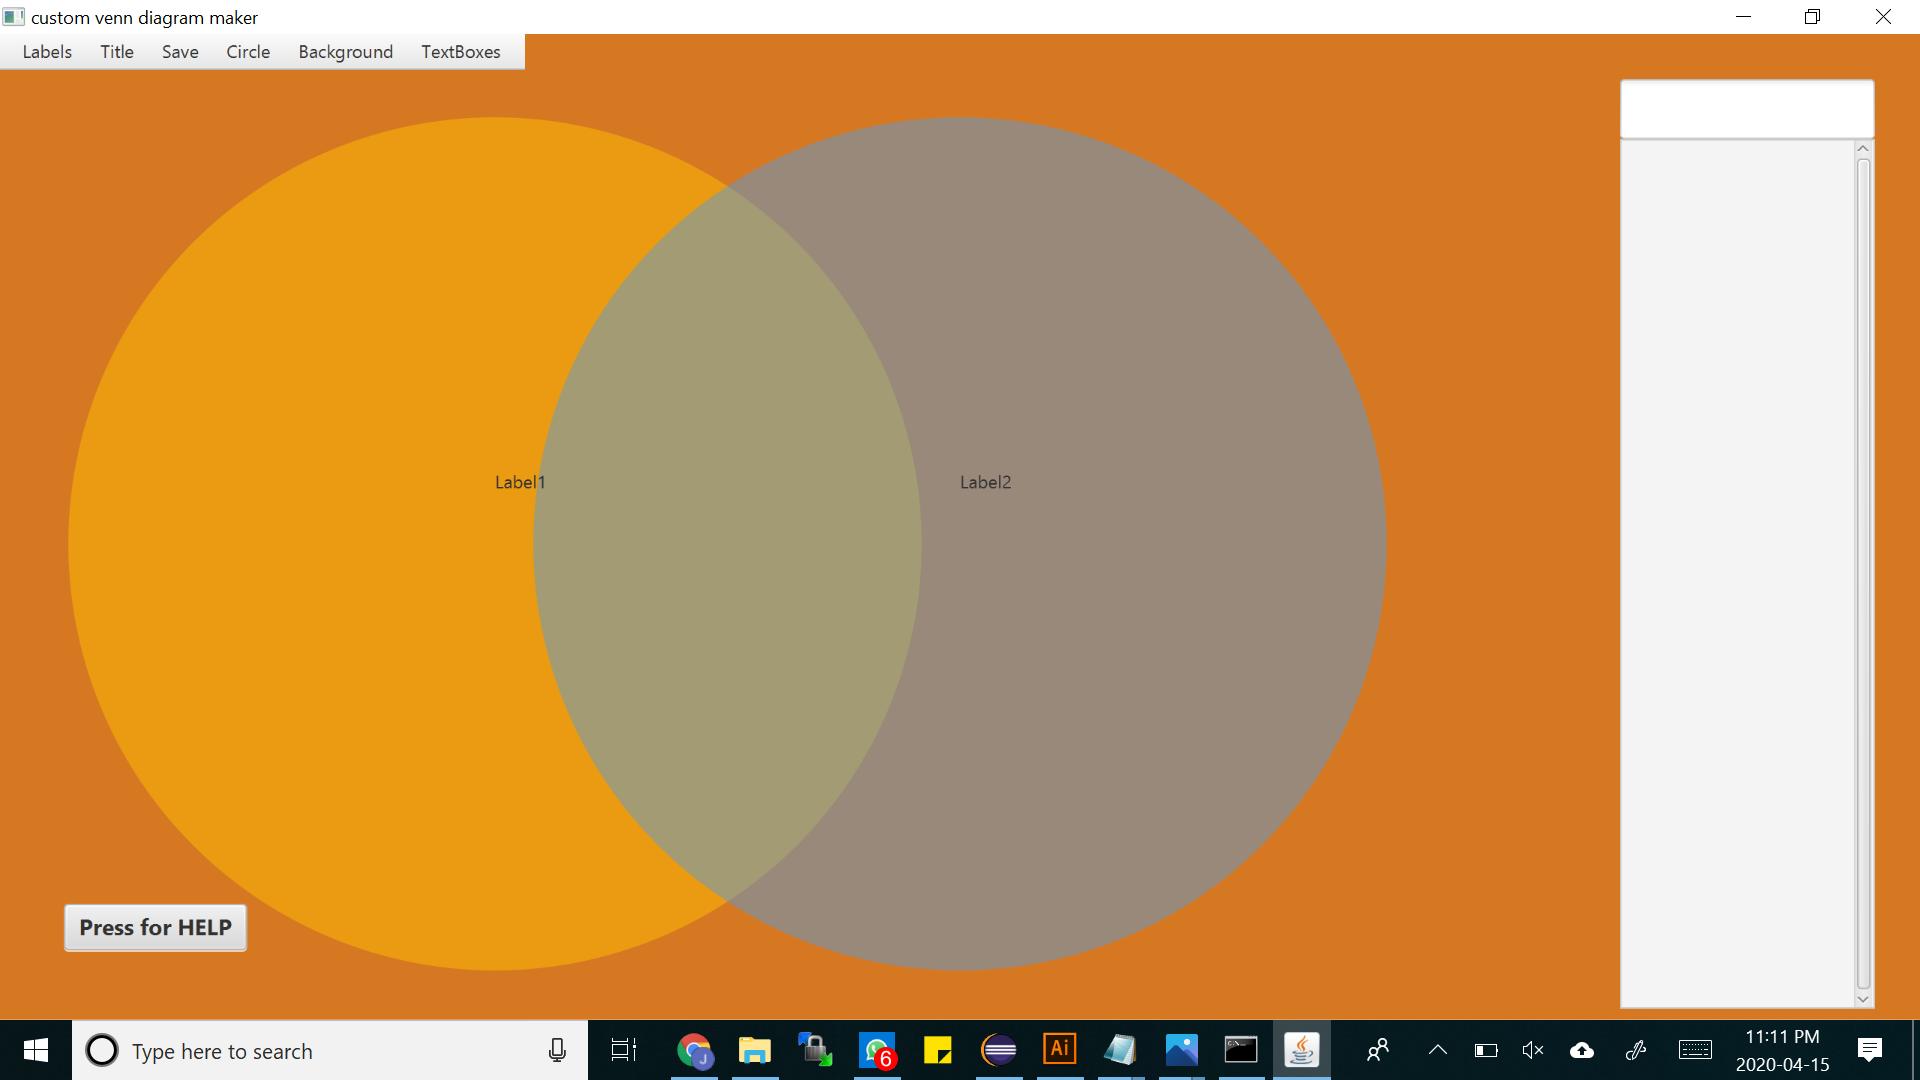 custom venn diagram maker
Labels Title Save Circle Background TextBoxes
Label1 Label2
Press for HELP
Type here to search
J
6
Ai
C:\
11:11 PM
2020-04-15